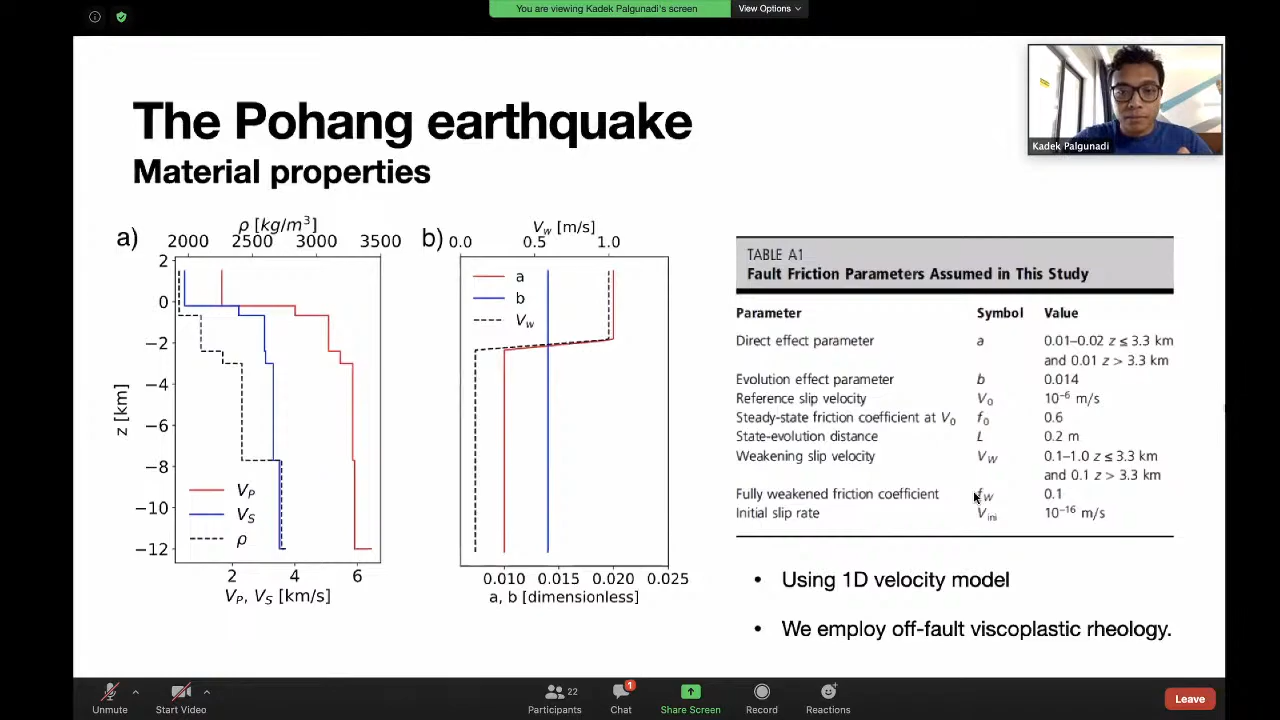 You are viewing Kadek Palgunadi's screen
View Options
Kadek Palgunadi
The Pohang earthquake
Material properties
a)
ρ [kg/m³]
2000 2500 3000 3500
2
0
−2
−4
−6
−8
−10
−12
z [km]
V_P
V_S
ρ
2 4 6
V_P, V_S [km/s]
b)
V_w [m/s]
0.0 0.5 1.0
a
b
V_w
0.010 0.015 0.020 0.025
a, b [dimensionless]
TABLE A1
Fault Friction Parameters Assumed in This Study
Parameter Symbol Value
Direct effect parameter a 0.01–0.02 z ≤ 3.3 km
and 0.01 z > 3.3 km
Evolution effect parameter b 0.014
Reference slip velocity V₀ 10⁻⁶ m/s
Steady-state friction coefficient at V₀ f₀ 0.6
State-evolution distance L 0.2 m
Weakening slip velocity V_W 0.1–1.0 z ≤ 3.3 km
and 0.1 z > 3.3 km
Fully weakened friction coefficient f_W 0.1
Initial slip rate V_ini 10⁻¹⁶ m/s
• Using 1D velocity model
• We employ off-fault viscoplastic rheology.
Unmute
Start Video
22
Participants
1
Chat
Share Screen
Record
Reactions
Leave